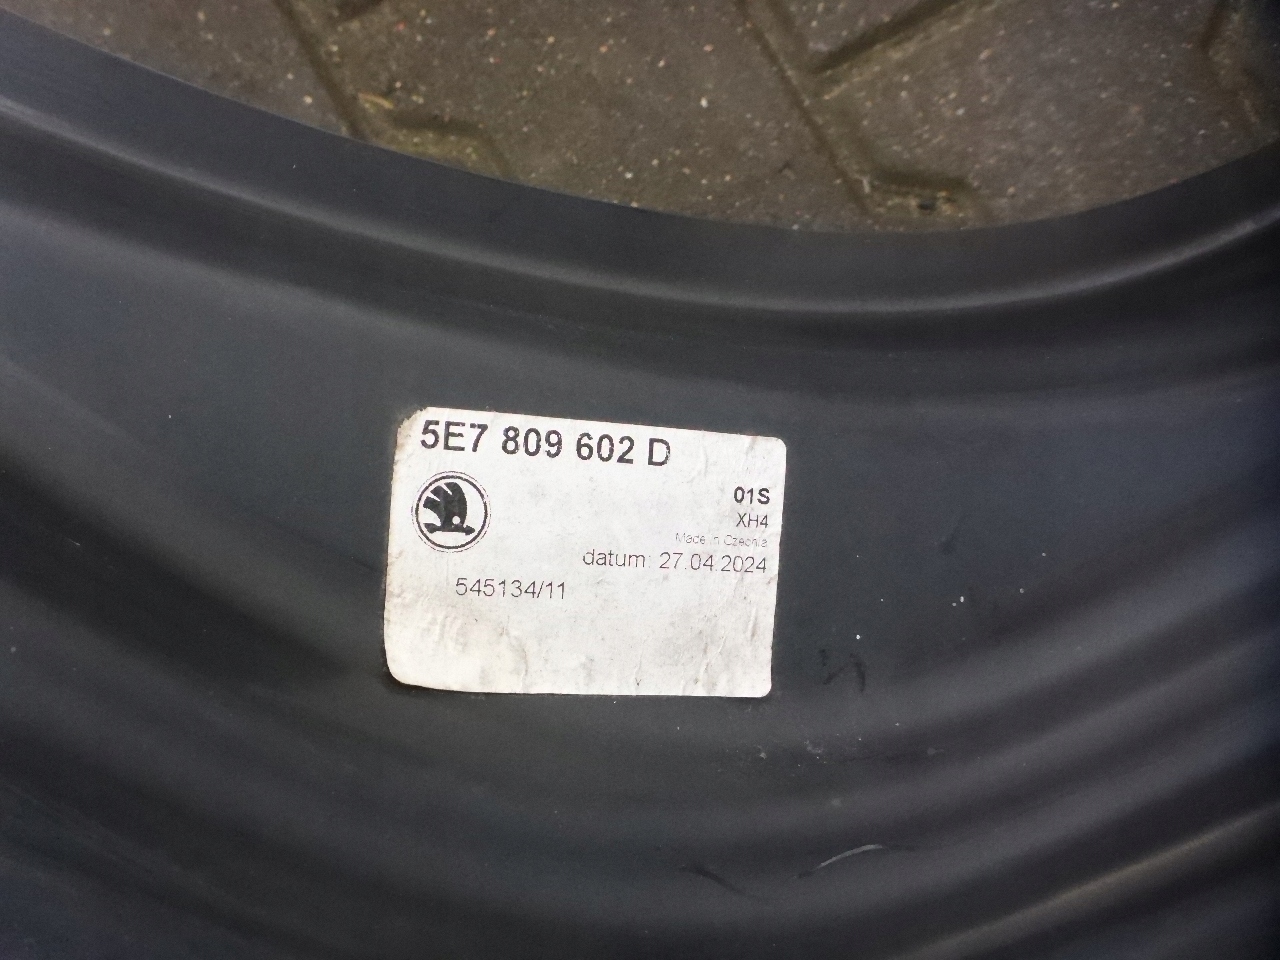 5E7 809 602 D
01S
XH4
Made in Czechia
datum: 27.04.2024
545134/11